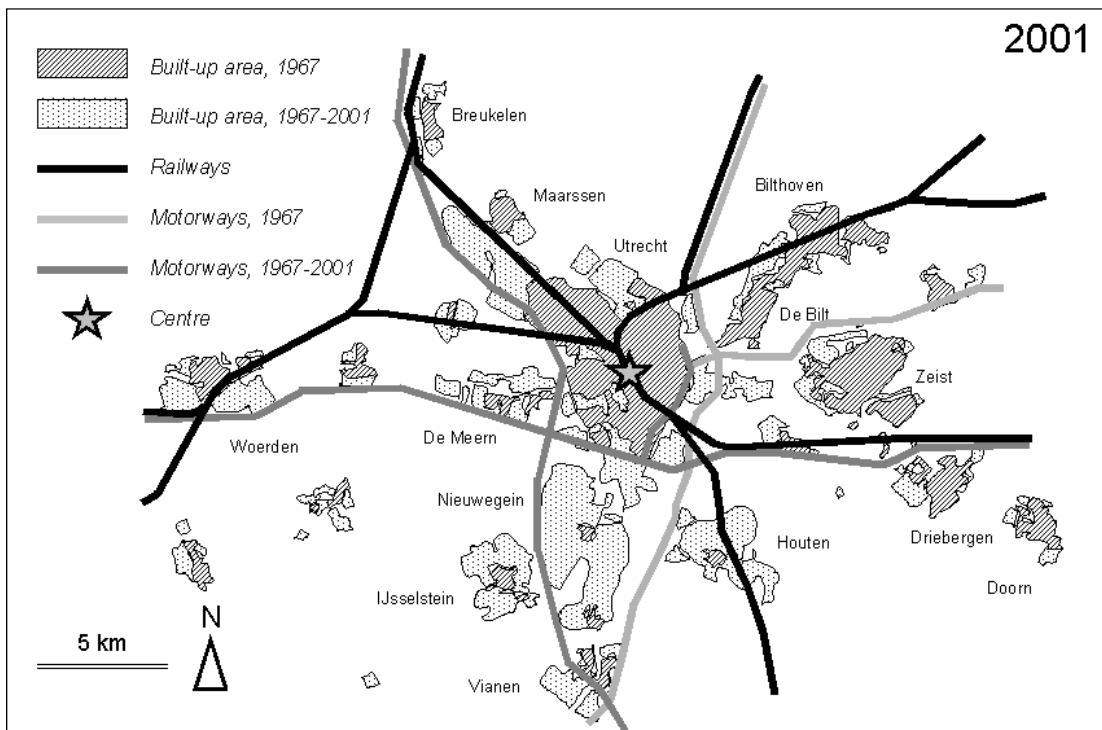 2001
Built-up area, 1967
Built-up area, 1967-2001
Railways
Motorways, 1967
Motorways, 1967-2001
Centre
Breukelen
Maarssen
Bilthoven
Utrecht
De Bilt
Zeist
De Meern
Woerden
Nieuwegein
Houten
Driebergen
Doorn
IJsselstein
Vianen
N
5 km